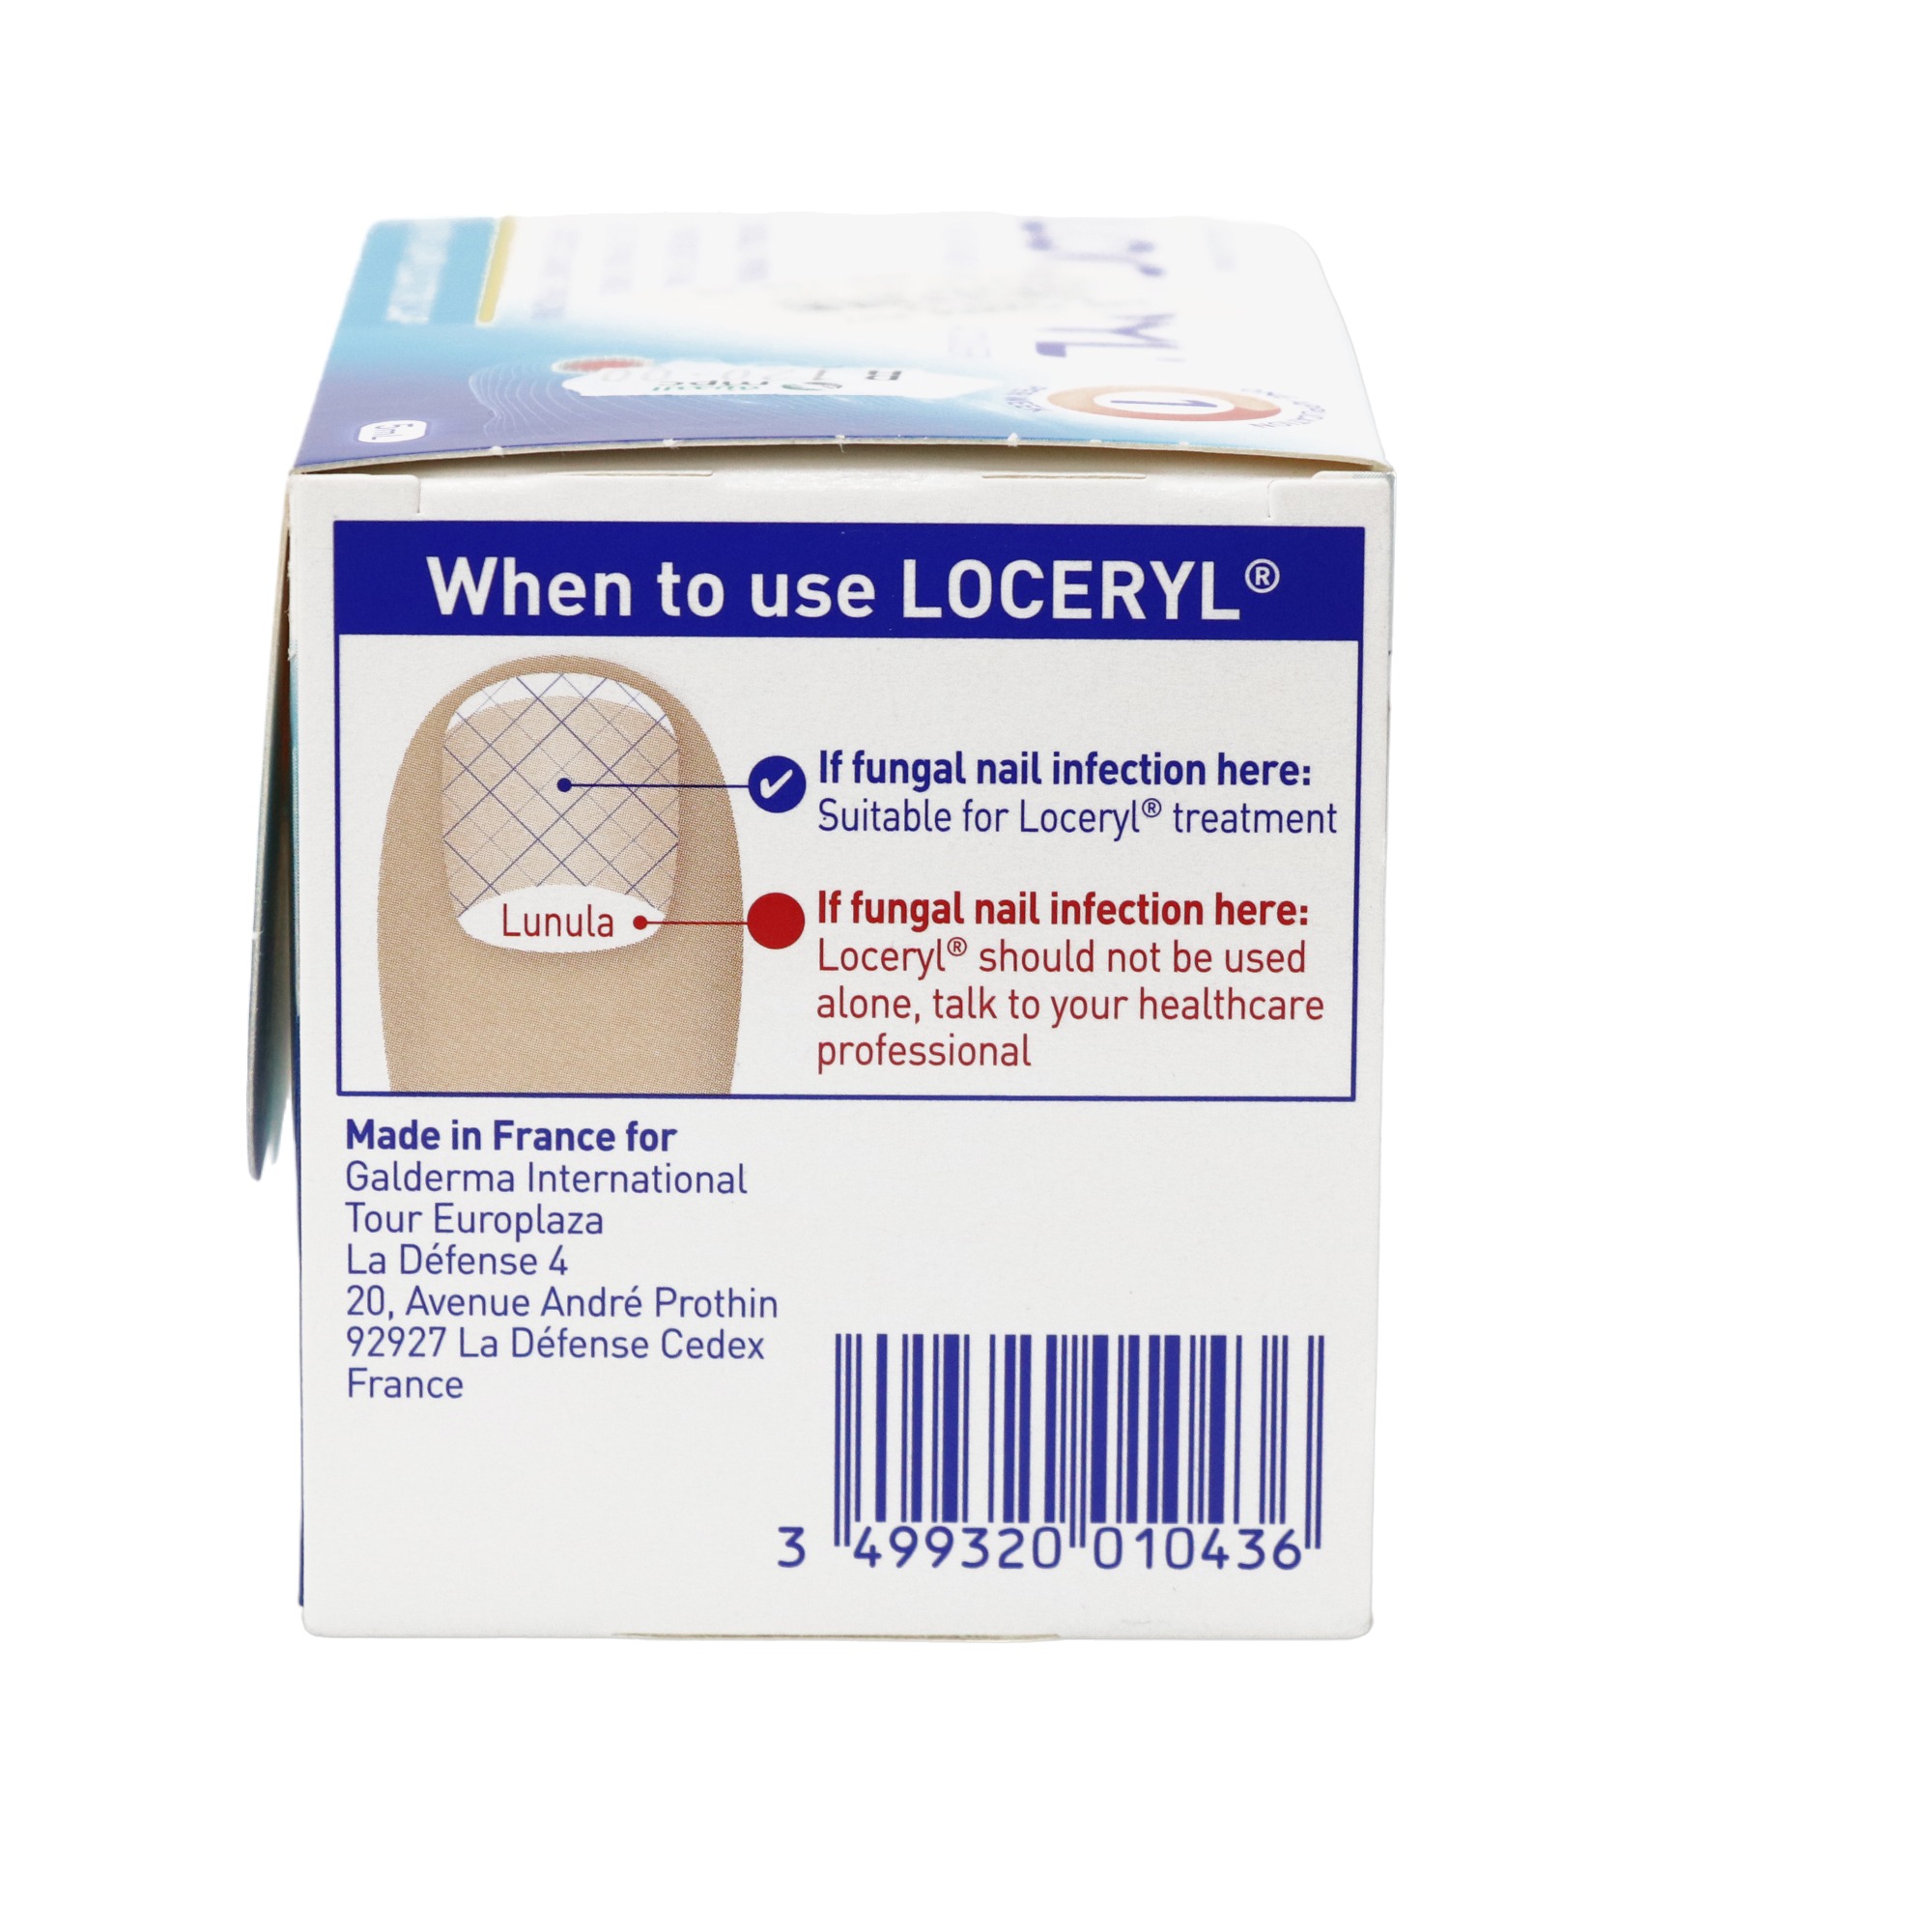 5mL
1
When to use LOCERYL®
If fungal nail infection here:
Suitable for Loceryl® treatment
Lunula
If fungal nail infection here:
Loceryl® should not be used
alone, talk to your healthcare
professional
Made in France for
Galderma International
Tour Europlaza
La Défense 4
20, Avenue André Prothin
92927 La Défense Cedex
France
3 499320 010436